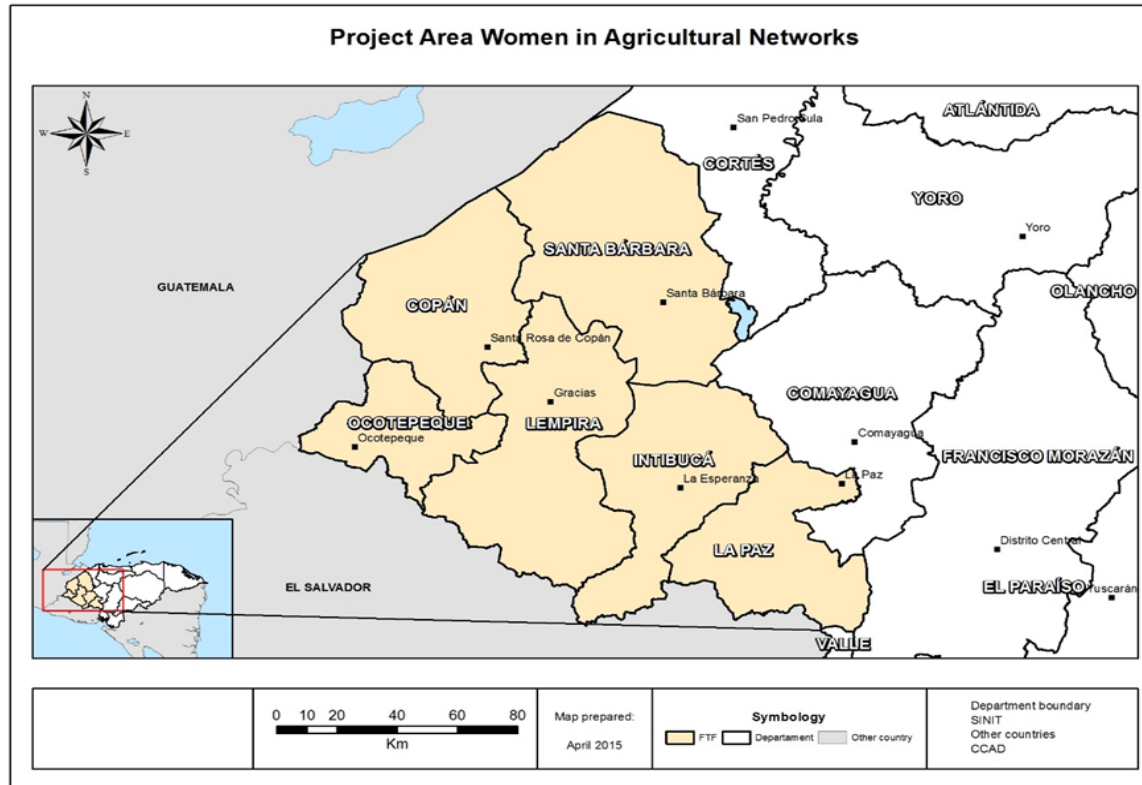 Project Area Women in Agricultural Networks
N
W
E
S
ATLÁNTIDA
San Pedro Sula
CORTÉS
YORO
Yoro
SANTA BÁRBARA
GUATEMALA
OLANCHO
COPÁN
Santa Bárbara
Santa Rosa de Copán
COMAYAGUA
Gracias
OCOTEPEQUE
LEMPIRA
Ocotepeque
Comayagua
INTIBUCÁ
FRANCISCO MORAZÁN
La Esperanza
La Paz
LA PAZ
Distrito Central
EL SALVADOR
EL PARAÍSO
Yuscarán
VALLE
0 10 20 40 60 80
Km
Map prepared:
April 2015
Symbology
FTF
Departament
Other country
Department boundary
SINIT
Other countries
CCAD